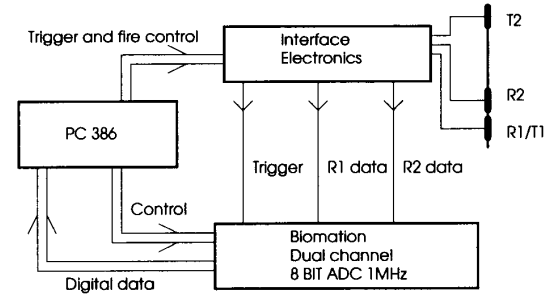 Trigger and fire control
Interface
Electronics
T2
R2
R1/T1
PC 386
Trigger
R1 data
R2 data
Control
Biomation
Dual channel
8 BIT ADC 1MHz
Digital data